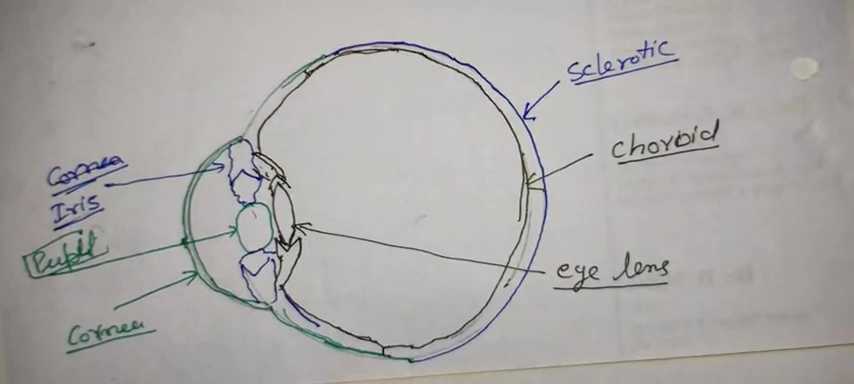 Sclerotic
Choroid
Cornea
Iris
Pupil
eye lens
Cornea